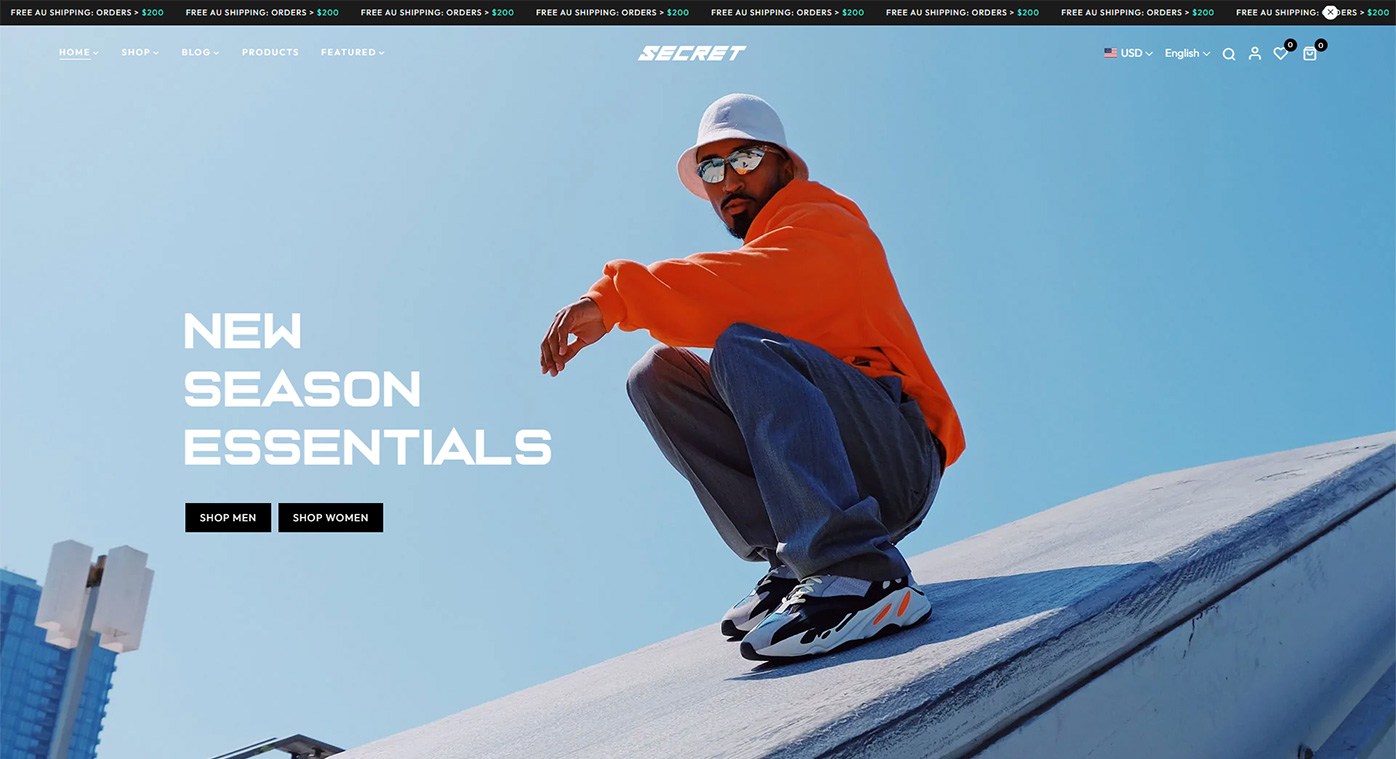 FREE AU SHIPPING: ORDERS > $200 FREE AU SHIPPING: ORDERS > $200 FREE AU SHIPPING: ORDERS > $200 FREE AU SHIPPING: ORDERS > $200 FREE AU SHIPPING: ORDERS > $200 FREE AU SHIPPING: ORDERS > $200 FREE AU SHIPPING: ORDERS > $200 FREE AU SHIPPING: ORDERS > $200
HOME SHOP BLOG PRODUCTS FEATURED SECRET USD English 0 0
NEW
SEASON
ESSENTIALS
SHOP MEN SHOP WOMEN